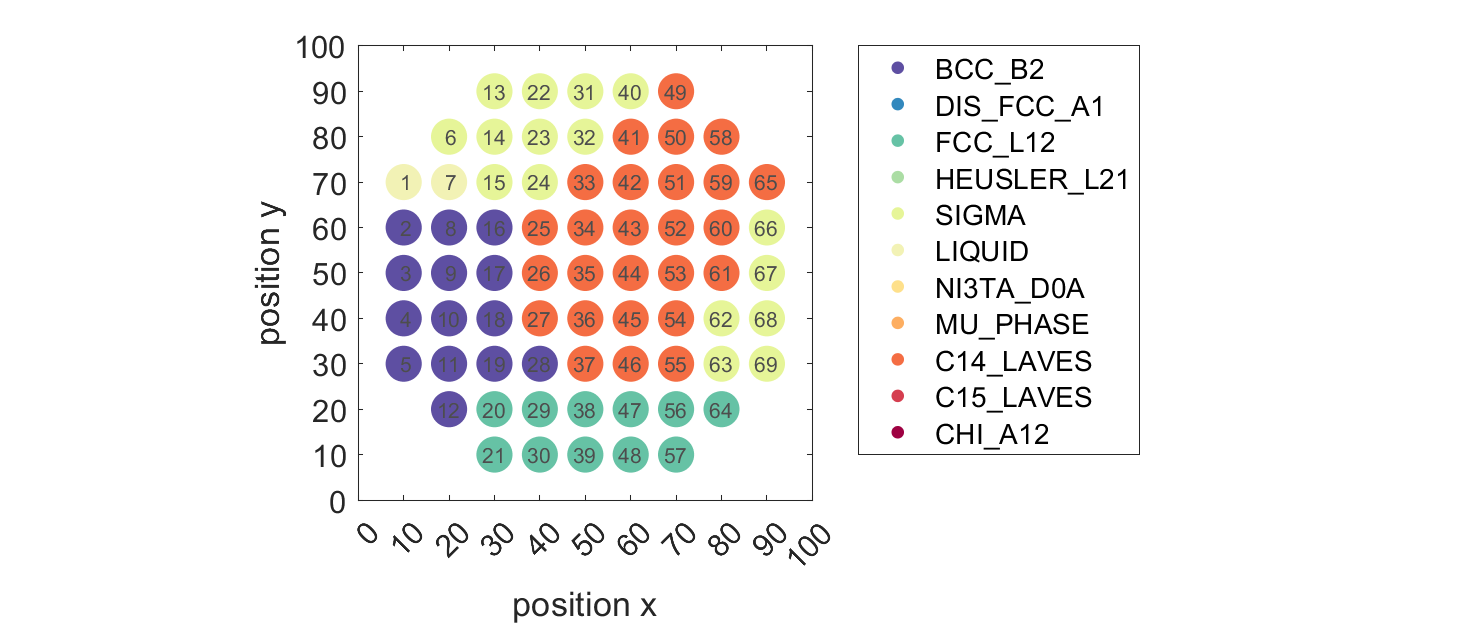 100
90
80
70
60
50
40
30
20
10
0
position y
13 22 31 40 49
6 14 23 32 41 50 58
1 7 15 24 33 42 51 59 65
2 8 16 25 34 43 52 60 66
3 9 17 26 35 44 53 61 67
4 10 18 27 36 45 54 62 68
5 11 19 28 37 46 55 63 69
12 20 29 38 47 56 64
21 30 39 48 57
0 10 20 30 40 50 60 70 80 90 100
position x
BCC_B2
DIS_FCC_A1
FCC_L12
HEUSLER_L21
SIGMA
LIQUID
NI3TA_D0A
MU_PHASE
C14_LAVES
C15_LAVES
CHI_A12